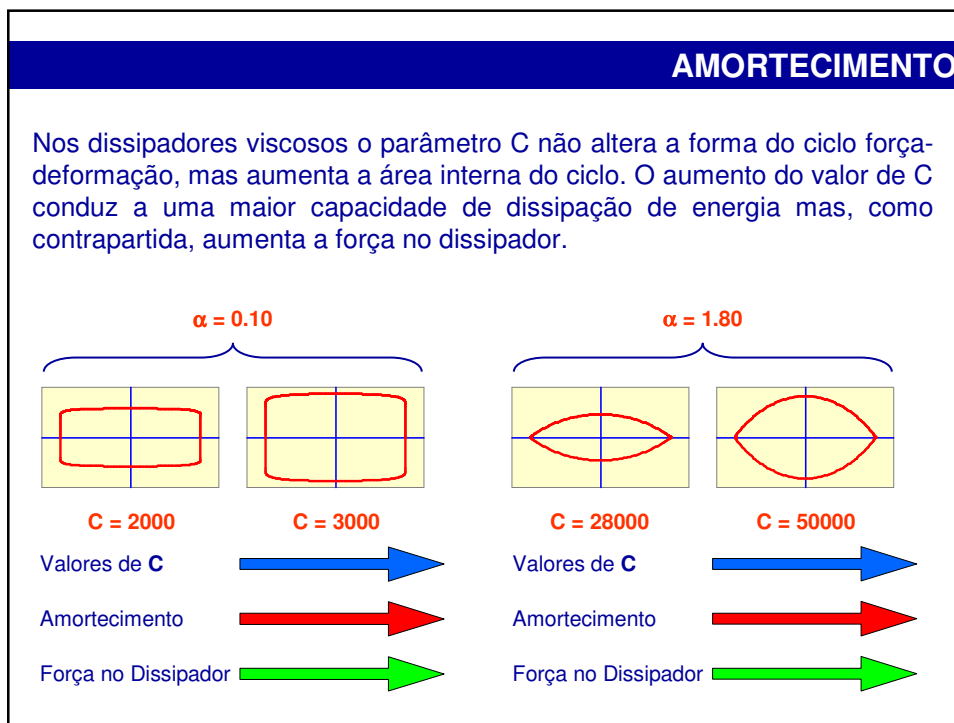 AMORTECIMENTO
Nos dissipadores viscosos o parâmetro C não altera a forma do ciclo força-
deformação, mas aumenta a área interna do ciclo. O aumento do valor de C
conduz a uma maior capacidade de dissipação de energia mas, como
contrapartida, aumenta a força no dissipador.
α = 0.10
α = 1.80
C = 2000
C = 3000
C = 28000
C = 50000
Valores de C
Valores de C
Amortecimento
Amortecimento
Força no Dissipador
Força no Dissipador